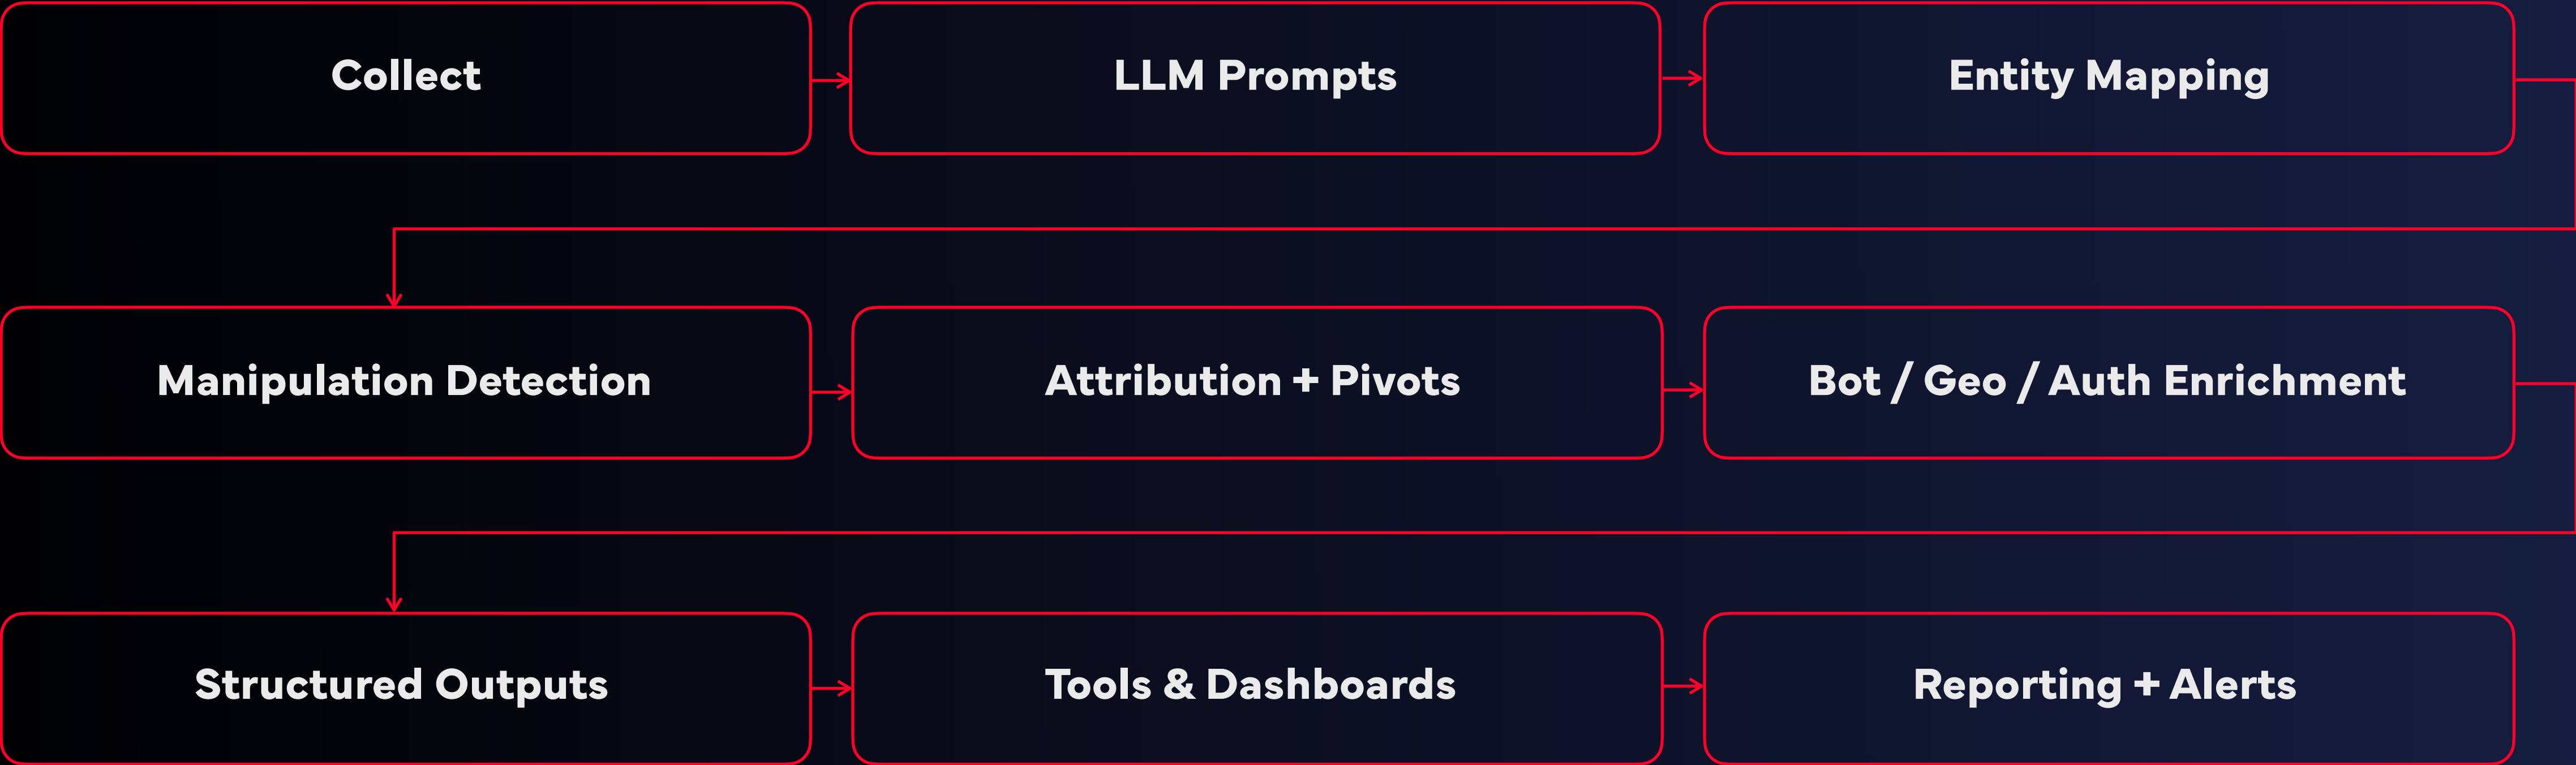 Collect
LLM Prompts
Entity Mapping
Manipulation Detection
Attribution + Pivots
Bot / Geo / Auth Enrichment
Structured Outputs
Tools & Dashboards
Reporting + Alerts